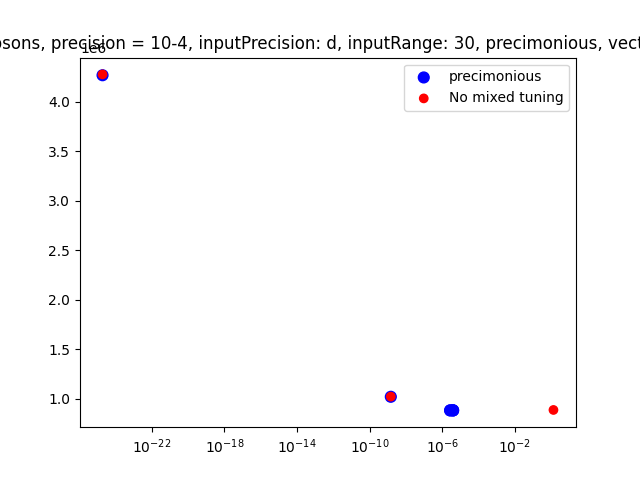 osons, precision = 10-4, inputPrecision: d, inputRange: 30, precimonious, vect
1e6
precimonious
No mixed tuning
4.0
3.5
3.0
2.5
2.0
1.5
1.0
10⁻²² 10⁻¹⁸ 10⁻¹⁴ 10⁻¹⁰ 10⁻⁶ 10⁻²